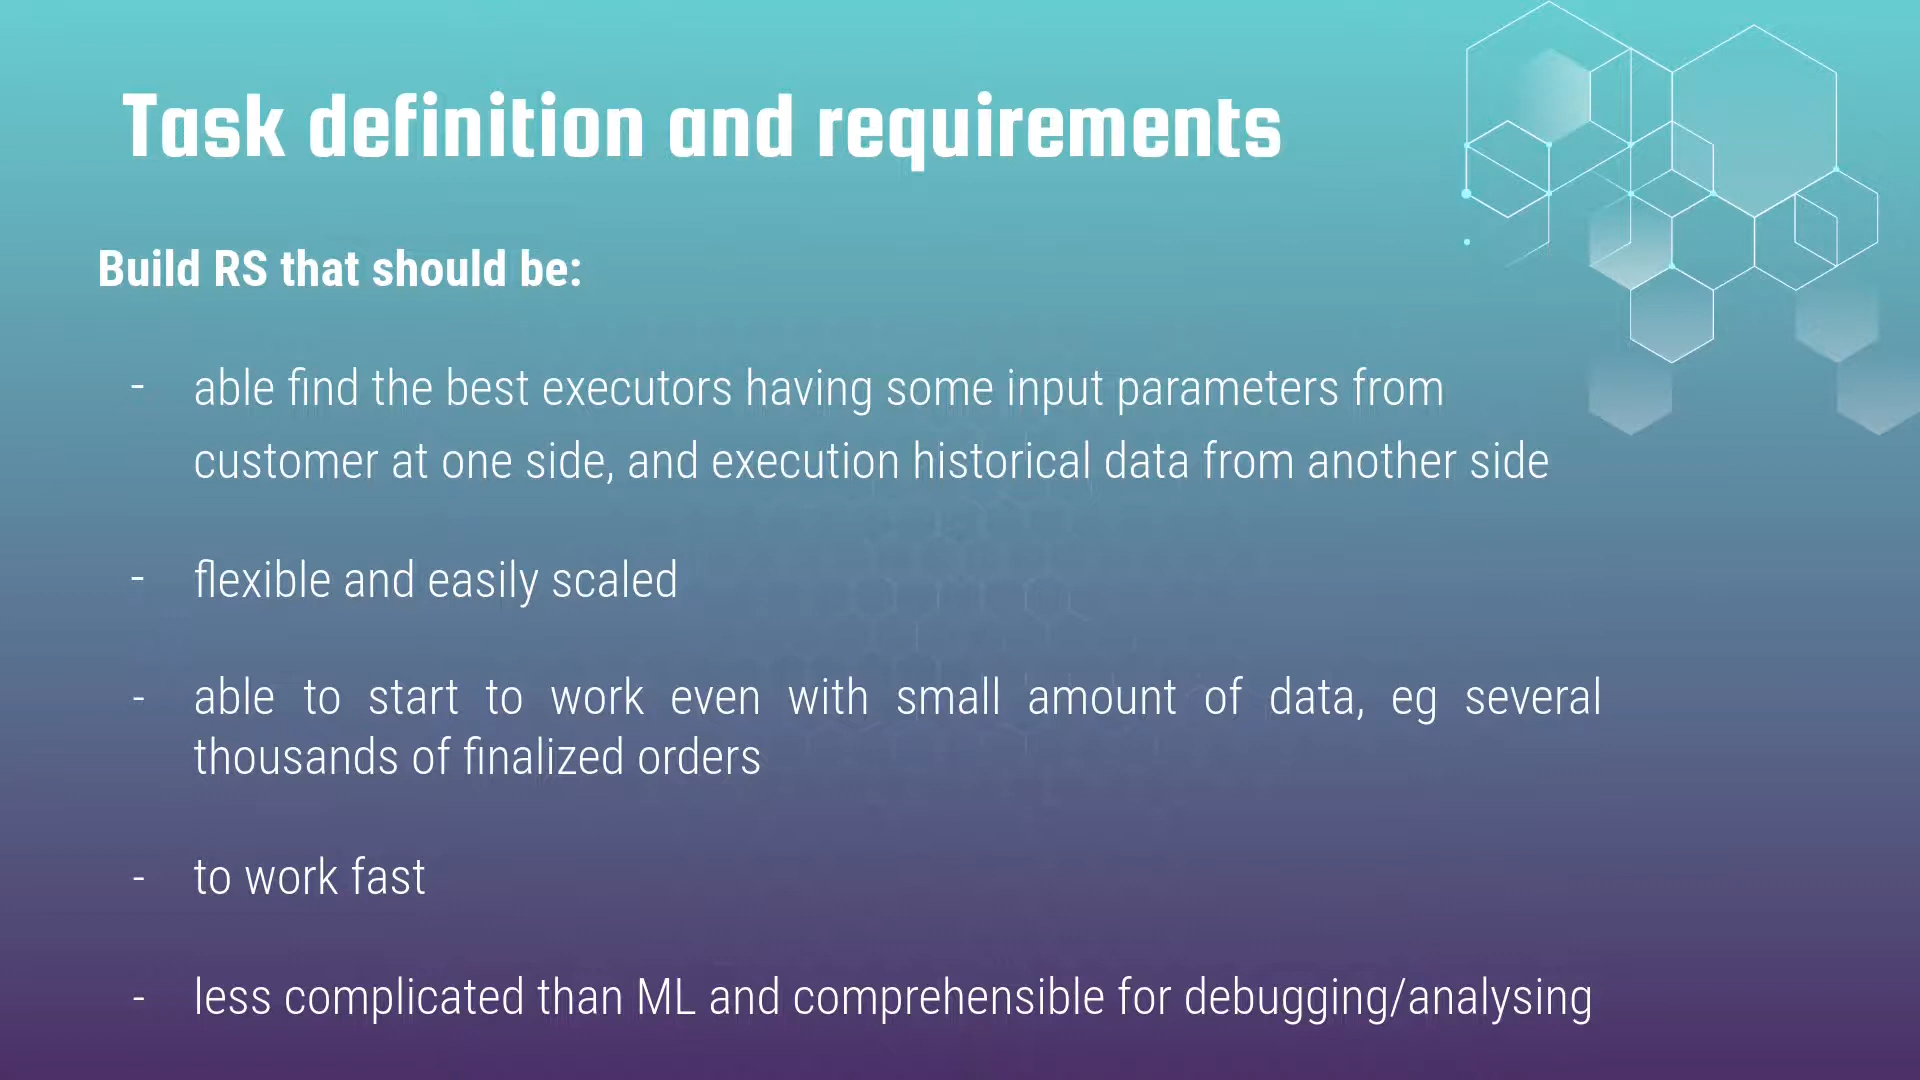 Task definition and requirements
Build RS that should be:
- able find the best executors having some input parameters from
customer at one side, and execution historical data from another side
- flexible and easily scaled
- able to start to work even with small amount of data, eg several
thousands of finalized orders
- to work fast
- less complicated than ML and comprehensible for debugging/analysing